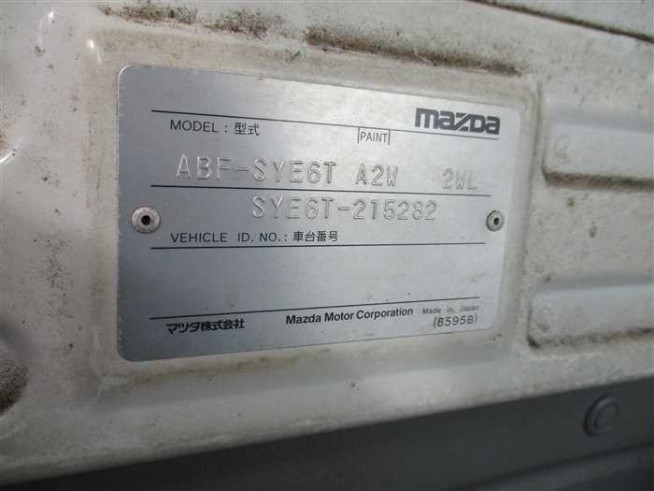 mazda
MODEL : 型式 PAINT
ABF-SYE6T A2W 2WL
SYE6T-215282
VEHICLE ID. NO. : 車台番号
マツダ株式会社 Mazda Motor Corporation Made in Japan
(8595B)